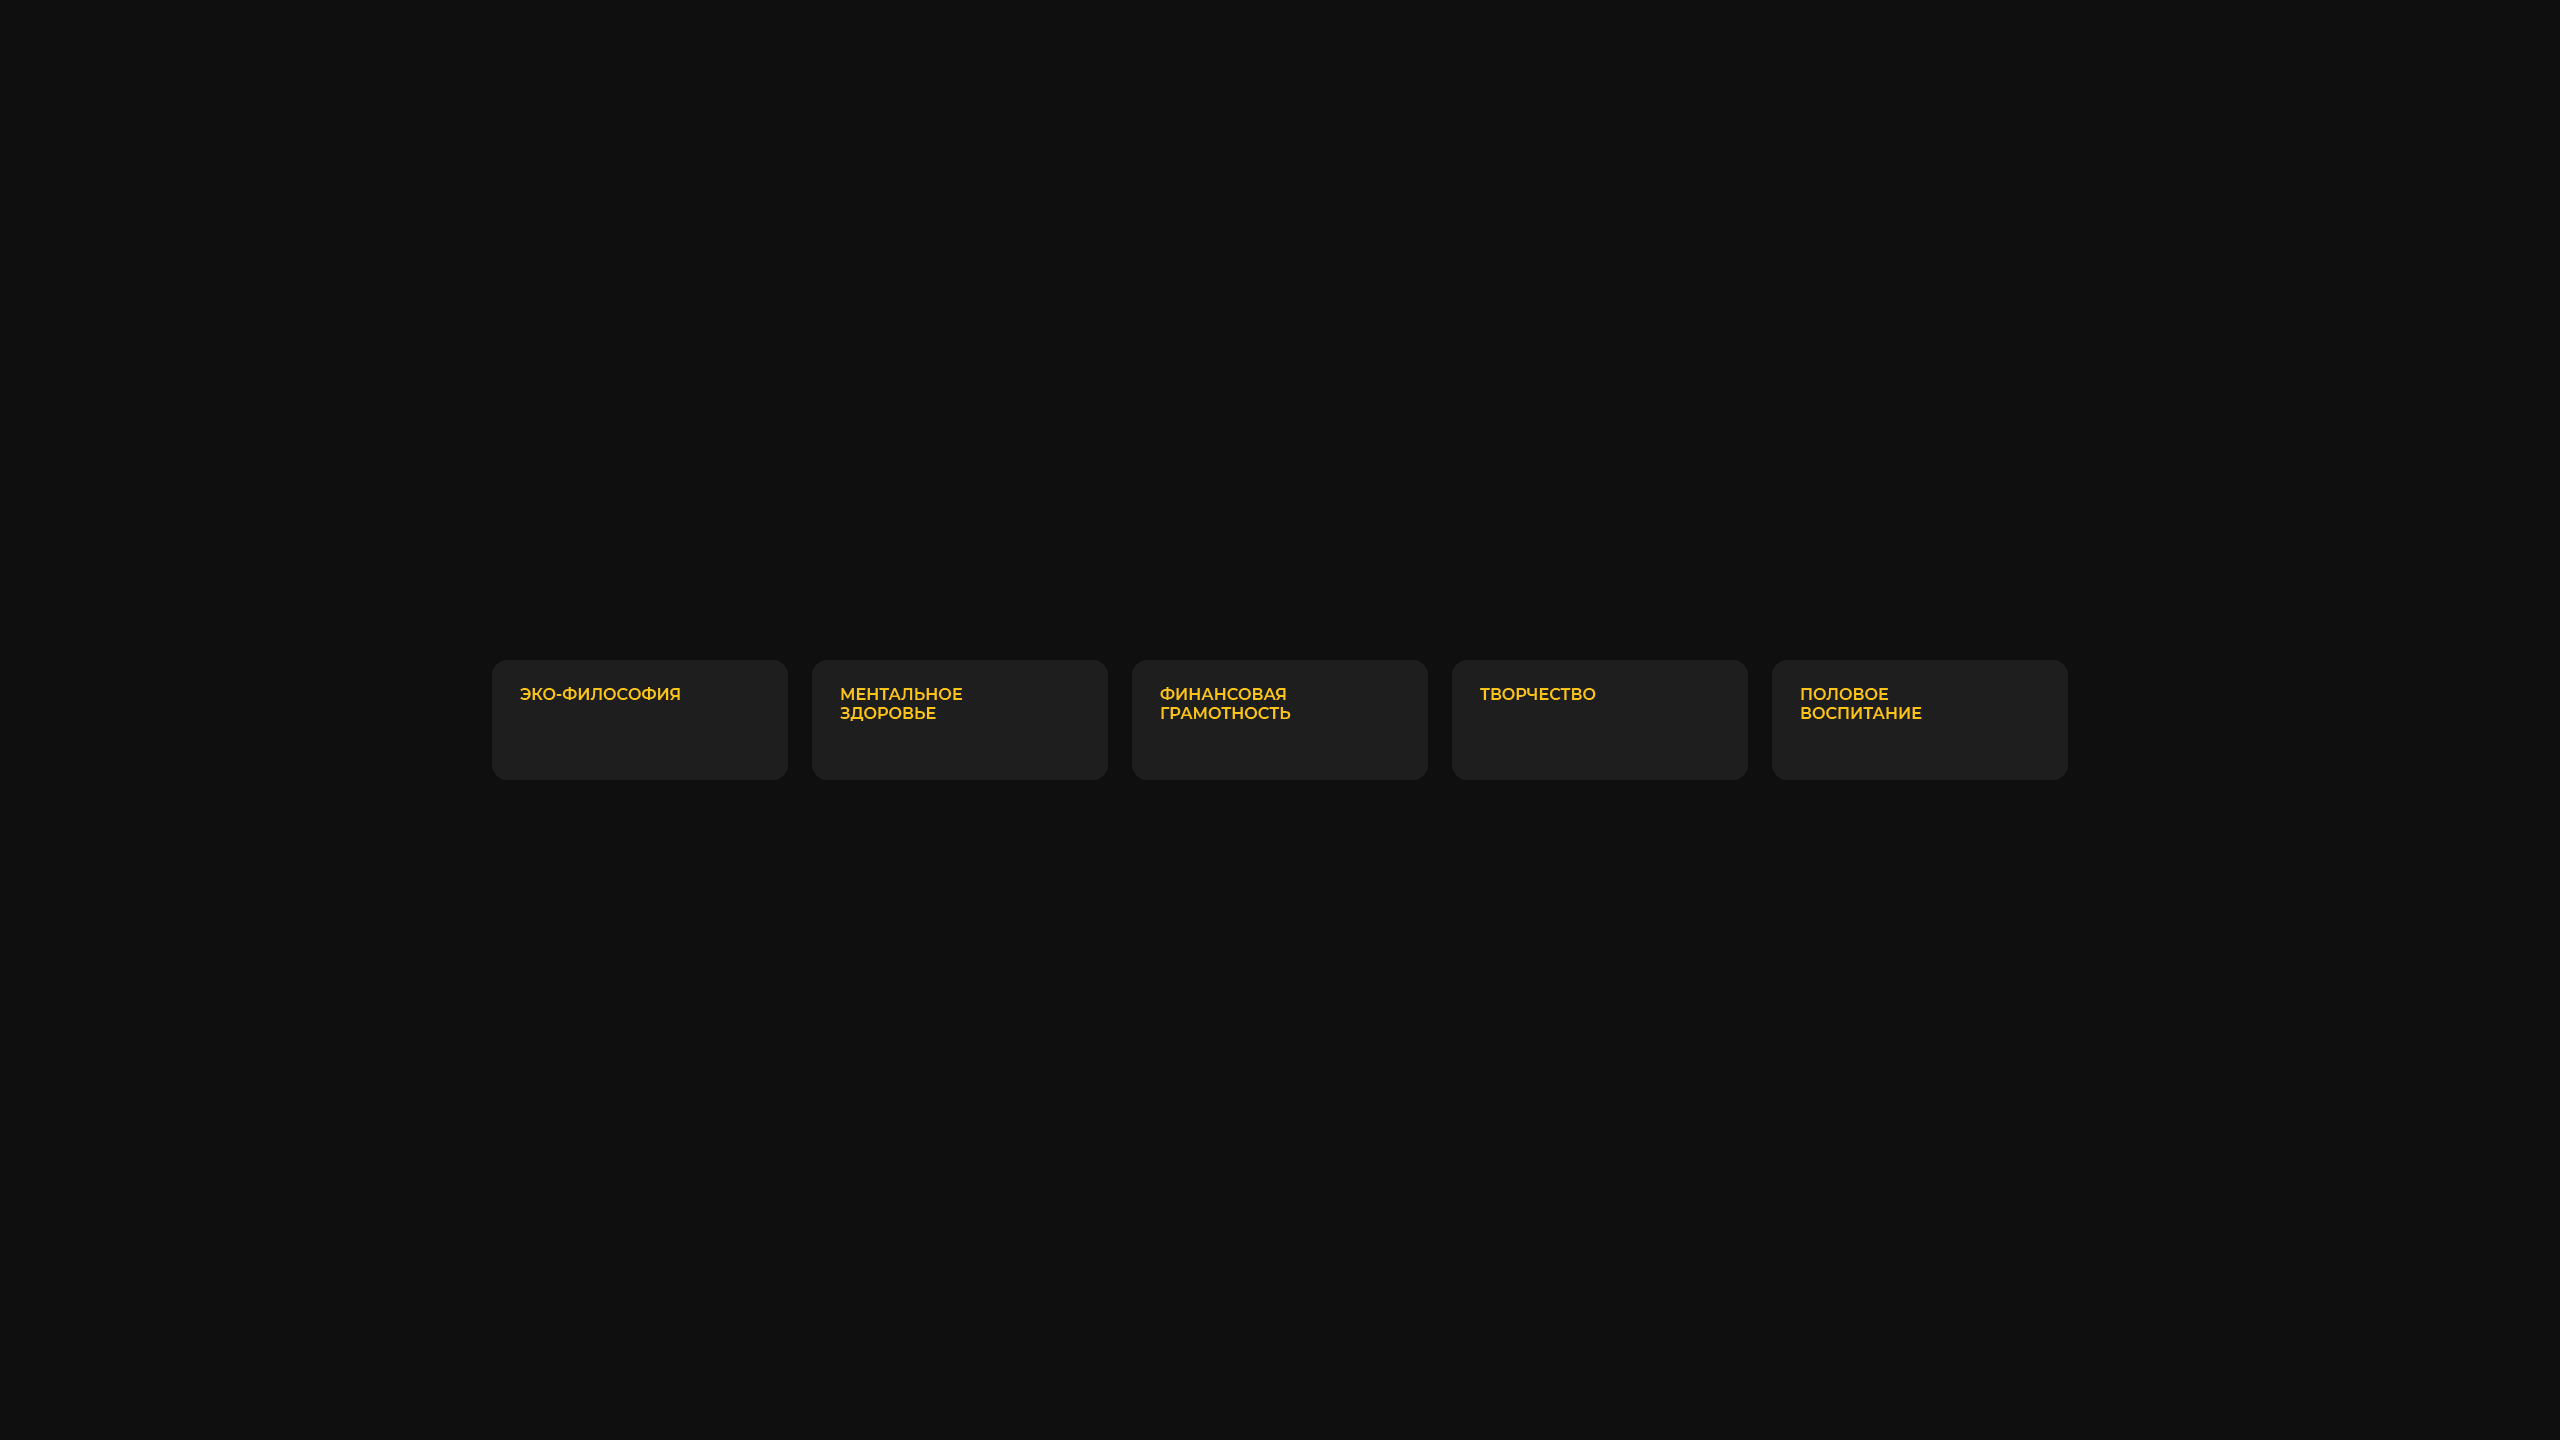 ЭКО-ФИЛОСОФИЯ
МЕНТАЛЬНОЕ
ЗДОРОВЬЕ
ФИНАНСОВАЯ
ГРАМОТНОСТЬ
ТВОРЧЕСТВО
ПОЛОВОЕ
ВОСПИТАНИЕ